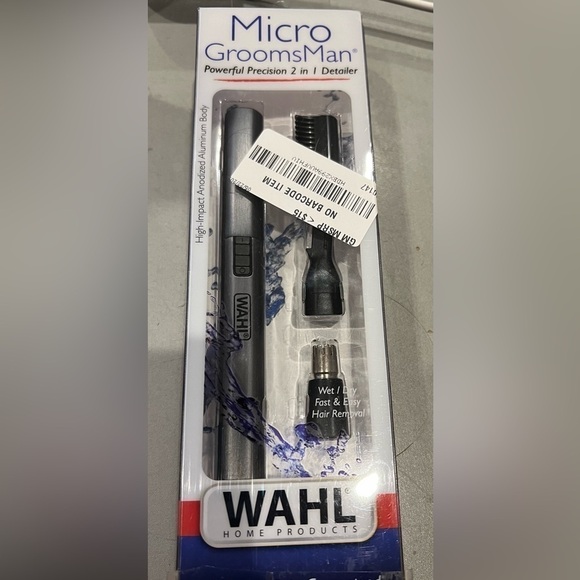 Micro
GroomsMan®
Powerful Precision 2 in 1 Detailer
High-Impact Anodized Aluminum Body
NO BARCODE ITEM
GM MSRP < $15
WAHL
Wet / Dry
Fast & Easy
Hair Removal
WAHL®
HOME PRODUCTS